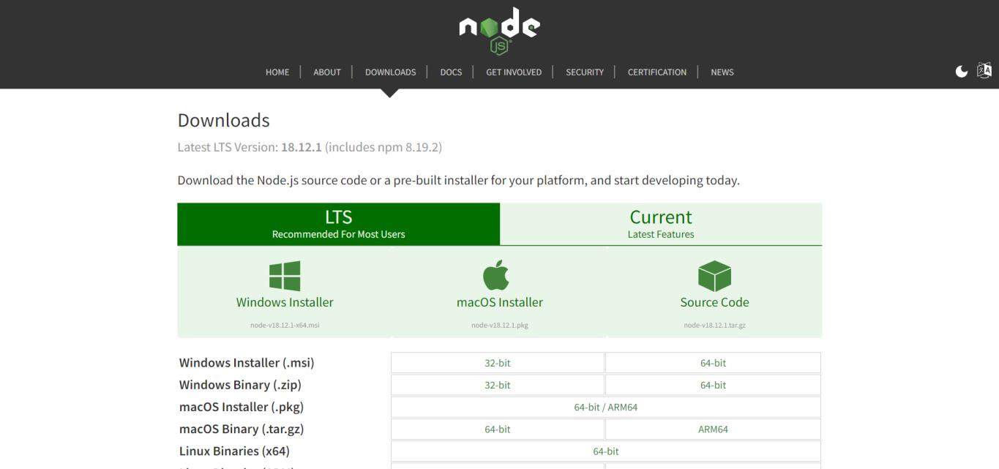 node
JS
HOME
ABOUT
DOWNLOADS
DOCS
GET INVOLVED
SECURITY
CERTIFICATION
NEWS
Downloads
Latest LTS Version: 18.12.1 (includes npm 8.19.2)
Download the Node.js source code or a pre-built installer for your platform, and start developing today.
LTS
Recommended For Most Users
Current
Latest Features
Windows Installer
node-v18.12.1-x64.msi
macOS Installer
node-v18.12.1.pkg
Source Code
node-v18.12.1.tar.gz
Windows Installer (.msi) 32-bit 64-bit
Windows Binary (.zip) 32-bit 64-bit
macOS Installer (.pkg) 64-bit / ARM64
macOS Binary (.tar.gz) 64-bit ARM64
Linux Binaries (x64) 64-bit